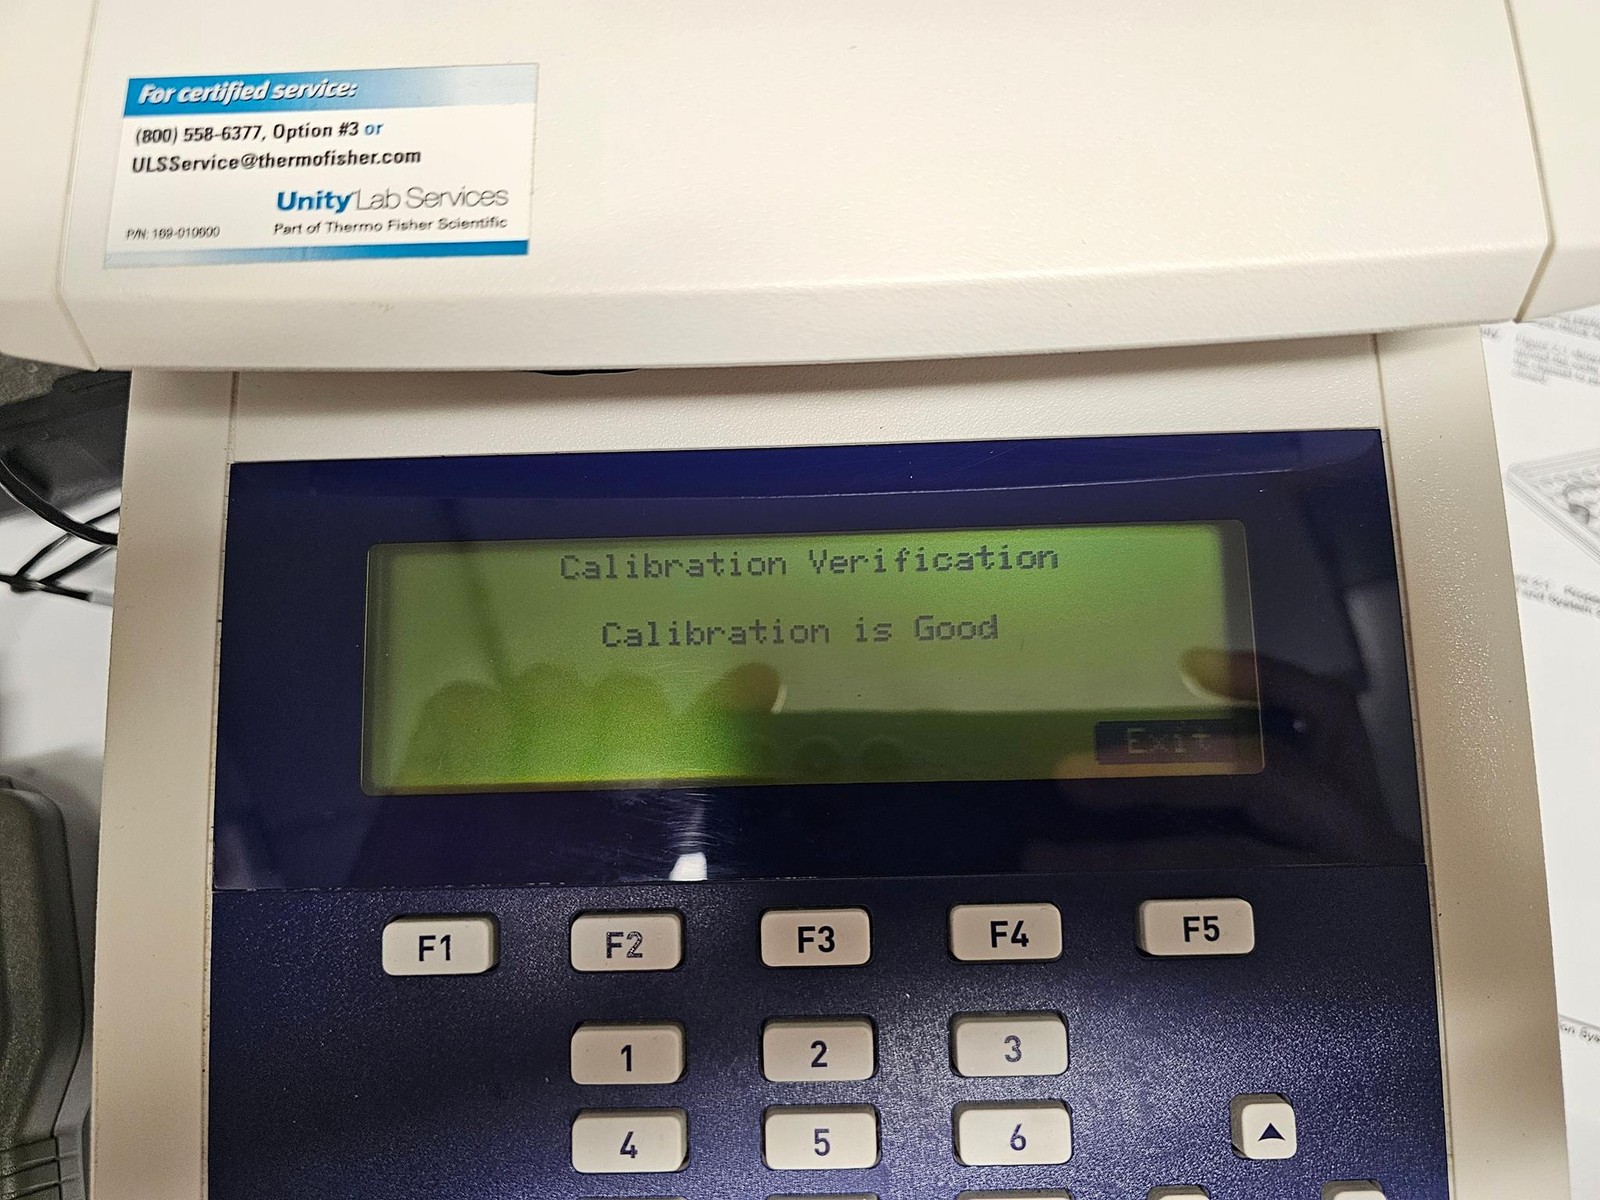 For certified service:
(800) 558-6377, Option #3 or
ULSService@thermofisher.com
Unity Lab Services
Part of Thermo Fisher Scientific
P/N: 169-010600
Calibration Verification
Calibration is Good
Exit
F1 F2 F3 F4 F5
1 2 3
4 5 6